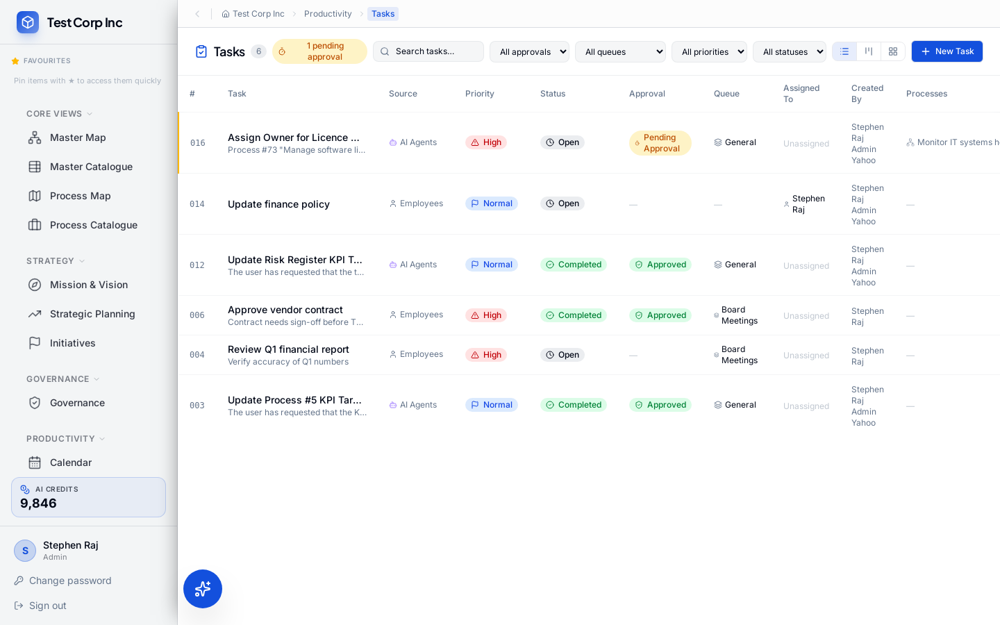 Test Corp Inc
FAVOURITES
Pin items with ★ to access them quickly
CORE VIEWS
Master Map
Master Catalogue
Process Map
Process Catalogue
STRATEGY
Mission & Vision
Strategic Planning
Initiatives
GOVERNANCE
Governance
PRODUCTIVITY
Calendar
AI CREDITS
9,846
S
Stephen Raj
Admin
Change password
Sign out
Test Corp Inc
Productivity
Tasks
Tasks
6
1 pending
approval
Search tasks...
All approvals
All queues
All priorities
All statuses
New Task
# Task Source Priority Status Approval Queue Assigned To Created By Processes
016
Assign Owner for Licence ...
Process #73 "Manage software li...
AI Agents
High
Open
Pending
Approval
General
Unassigned
Stephen
Raj
Admin
Yahoo
Monitor IT systems h
014
Update finance policy
Employees
Normal
Open
—
—
Stephen
Raj
Stephen
Raj
Admin
Yahoo
—
012
Update Risk Register KPI T...
The user has requested that the t...
AI Agents
Normal
Completed
Approved
General
Unassigned
Stephen
Raj
Admin
Yahoo
—
006
Approve vendor contract
Contract needs sign-off before T...
Employees
High
Completed
Approved
Board
Meetings
Unassigned
Stephen
Raj
—
004
Review Q1 financial report
Verify accuracy of Q1 numbers
Employees
High
Open
—
Board
Meetings
Unassigned
Stephen
Raj
—
003
Update Process #5 KPI Tar...
The user has requested that the K...
AI Agents
Normal
Completed
Approved
General
Unassigned
Stephen
Raj
Admin
Yahoo
—